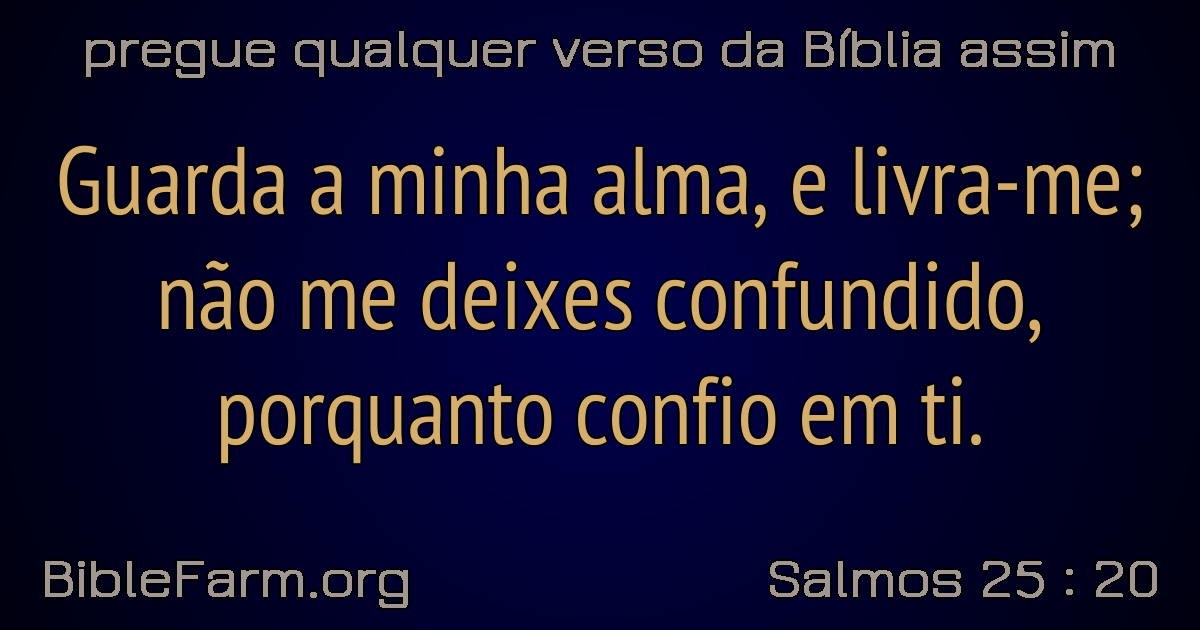 pregue qualquer verso da Bíblia assim
Guarda a minha alma, e livra-me;
não me deixes confundido,
porquanto confio em ti.
BibleFarm.org
Salmos 25 : 20